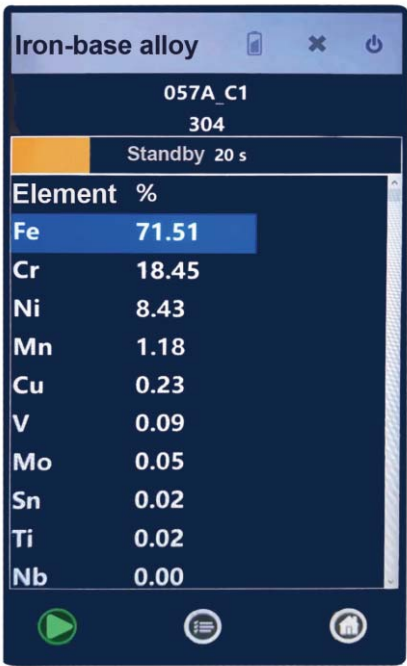 Iron-base alloy
057A_C1
304
Standby 20 s
Element %
Fe 71.51
Cr 18.45
Ni 8.43
Mn 1.18
Cu 0.23
V 0.09
Mo 0.05
Sn 0.02
Ti 0.02
Nb 0.00